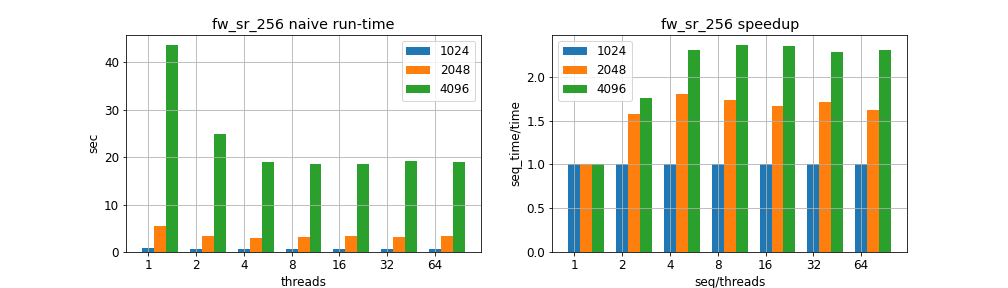 fw_sr_256 naive run-time
1024
2048
4096
40
30
20
10
0
sec
1 2 4 8 16 32 64
threads
fw_sr_256 speedup
1024
2048
4096
2.0
1.5
1.0
0.5
0.0
seq_time/time
1 2 4 8 16 32 64
seq/threads